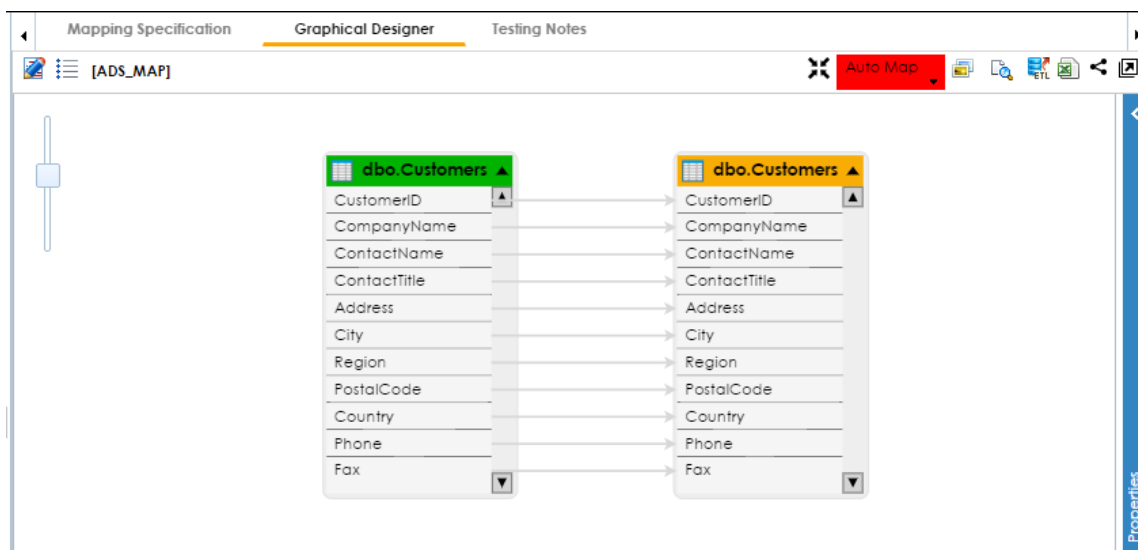 Mapping Specification Graphical Designer Testing Notes
[ADS_MAP] Auto Map ETL
dbo.Customers dbo.Customers
CustomerID CustomerID
CompanyName CompanyName
ContactName ContactName
ContactTitle ContactTitle
Address Address
City City
Region Region
PostalCode PostalCode
Country Country
Phone Phone
Fax Fax
Properties